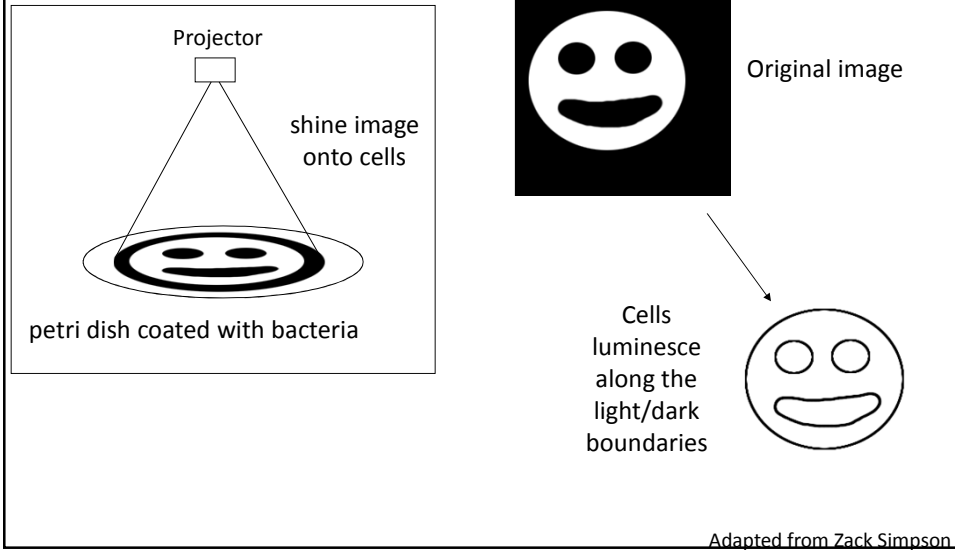 Projector
shine image
onto cells
petri dish coated with bacteria
Original image
Cells
luminesce
along the
light/dark
boundaries
Adapted from Zack Simpson